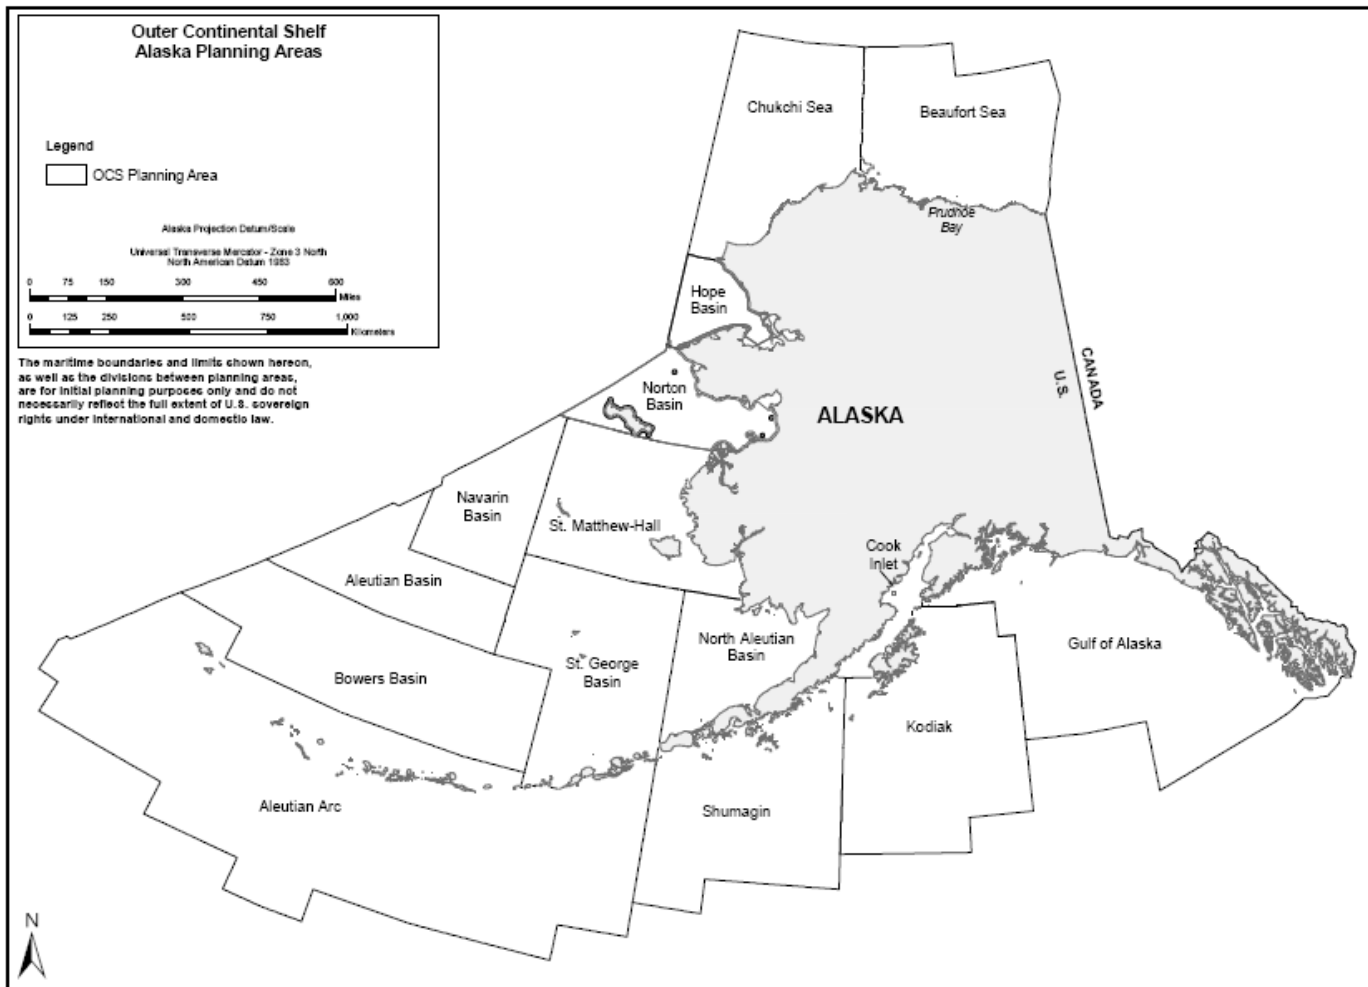 Outer Continental Shelf
Alaska Planning Areas
Legend
OCS Planning Area
Alaska Projection Datum/Scale
Universal Transverse Mercator - Zone 3 North
North American Datum 1983
0 75 150 300 450 600
Miles
0 125 250 500 750 1,000
Kilometers
The maritime boundaries and limits shown hereon,
as well as the divisions between planning areas,
are for initial planning purposes only and do not
necessarily reflect the full extent of U.S. sovereign
rights under international and domestic law.
Chukchi Sea
Beaufort Sea
Prudhoe
Bay
Hope
Basin
CANADA
U.S.
Norton
Basin
ALASKA
Navarin
Basin
St. Matthew-Hall
Cook
Inlet
Aleutian Basin
North Aleutian
Basin
Gulf of Alaska
St. George
Basin
Bowers Basin
Kodiak
Aleutian Arc
Shumagin
N